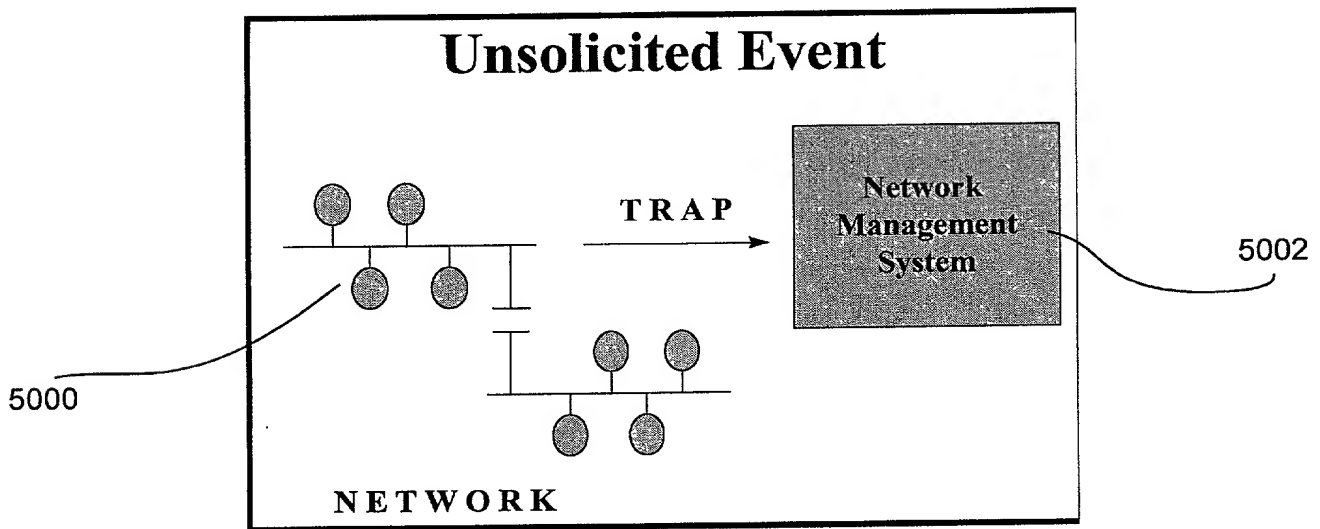 Unsolicited Event
TRAP
Network
Management
System
5002
5000
NETWORK